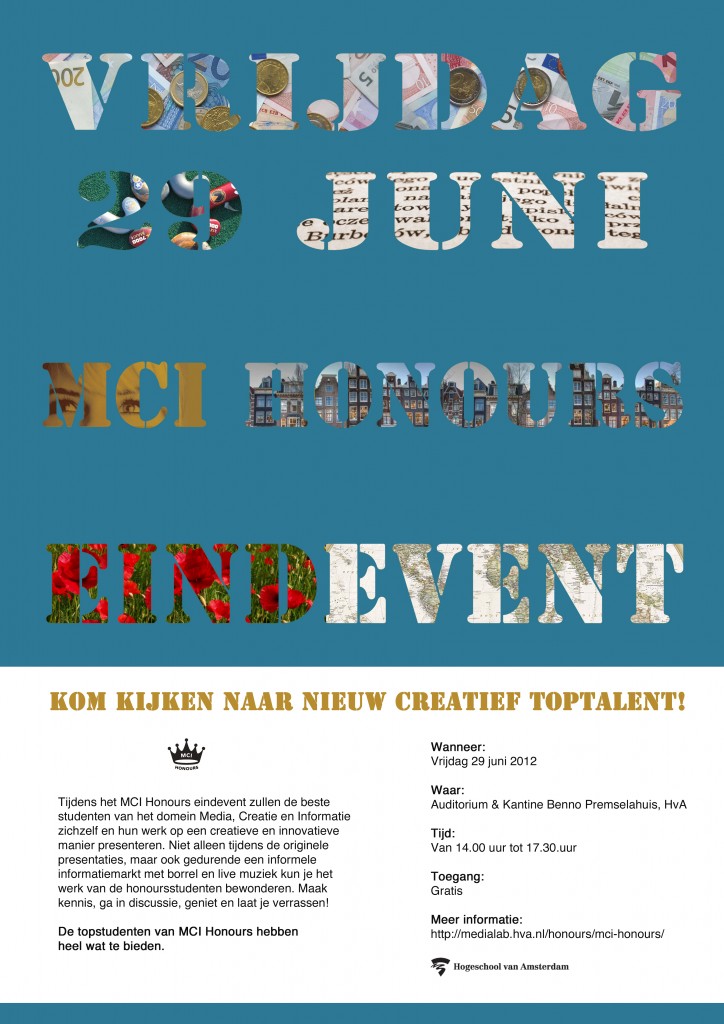 VRIJDAG
29 JUNI
MCI HONOURS
EINDEVENT
KOM KIJKEN NAAR NIEUW CREATIEF TOPTALENT!
MCI
HONOURS
Tijdens het MCI Honours eindevent zullen de beste
studenten van het domein Media, Creatie en Informatie
zichzelf en hun werk op een creatieve en innovatieve
manier presenteren. Niet alleen tijdens de originele
presentaties, maar ook gedurende een informele
informatiemarkt met borrel en live muziek kun je het
werk van de honoursstudenten bewonderen. Maak
kennis, ga in discussie, geniet en laat je verrassen!
De topstudenten van MCI Honours hebben
heel wat te bieden.
Wanneer:
Vrijdag 29 juni 2012
Waar:
Auditorium & Kantine Benno Premselahuis, HvA
Tijd:
Van 14.00 uur tot 17.30.uur
Toegang:
Gratis
Meer informatie:
http://medialab.hva.nl/honours/mci-honours/
Hogeschool van Amsterdam